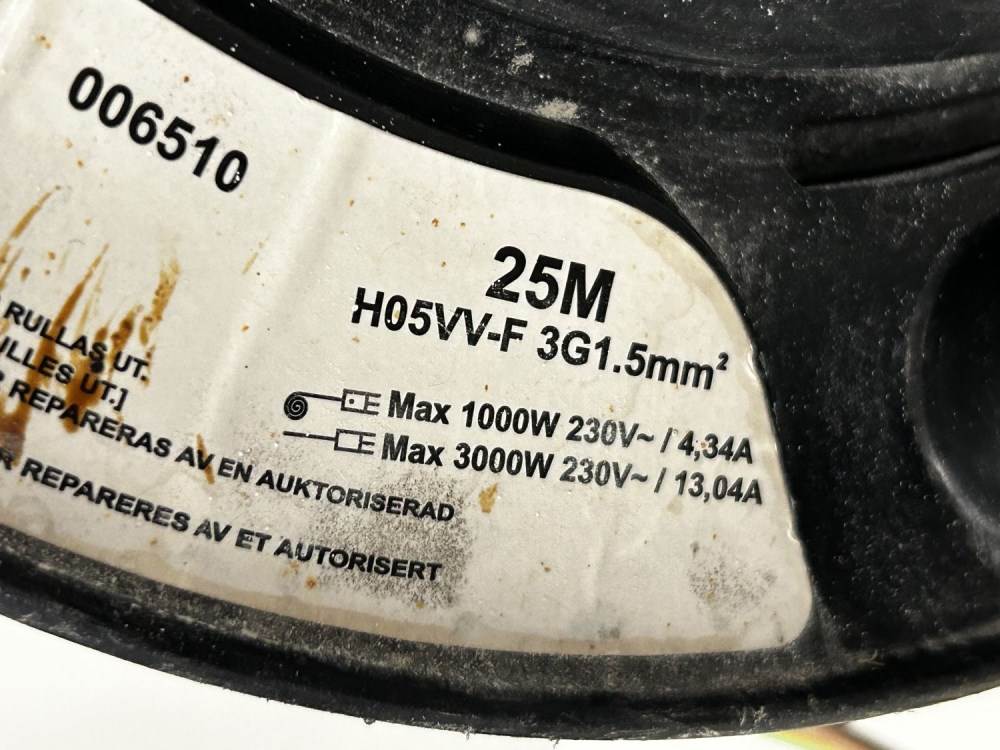 006510
25M
H05VV-F 3G1.5mm²
Max 1000W 230V~ / 4,34A
Max 3000W 230V~ / 13,04A
RULLAS UT.
UT.]
REPARERAS AV EN AUKTORISERAD
REPARERES AV ET AUTORISERT